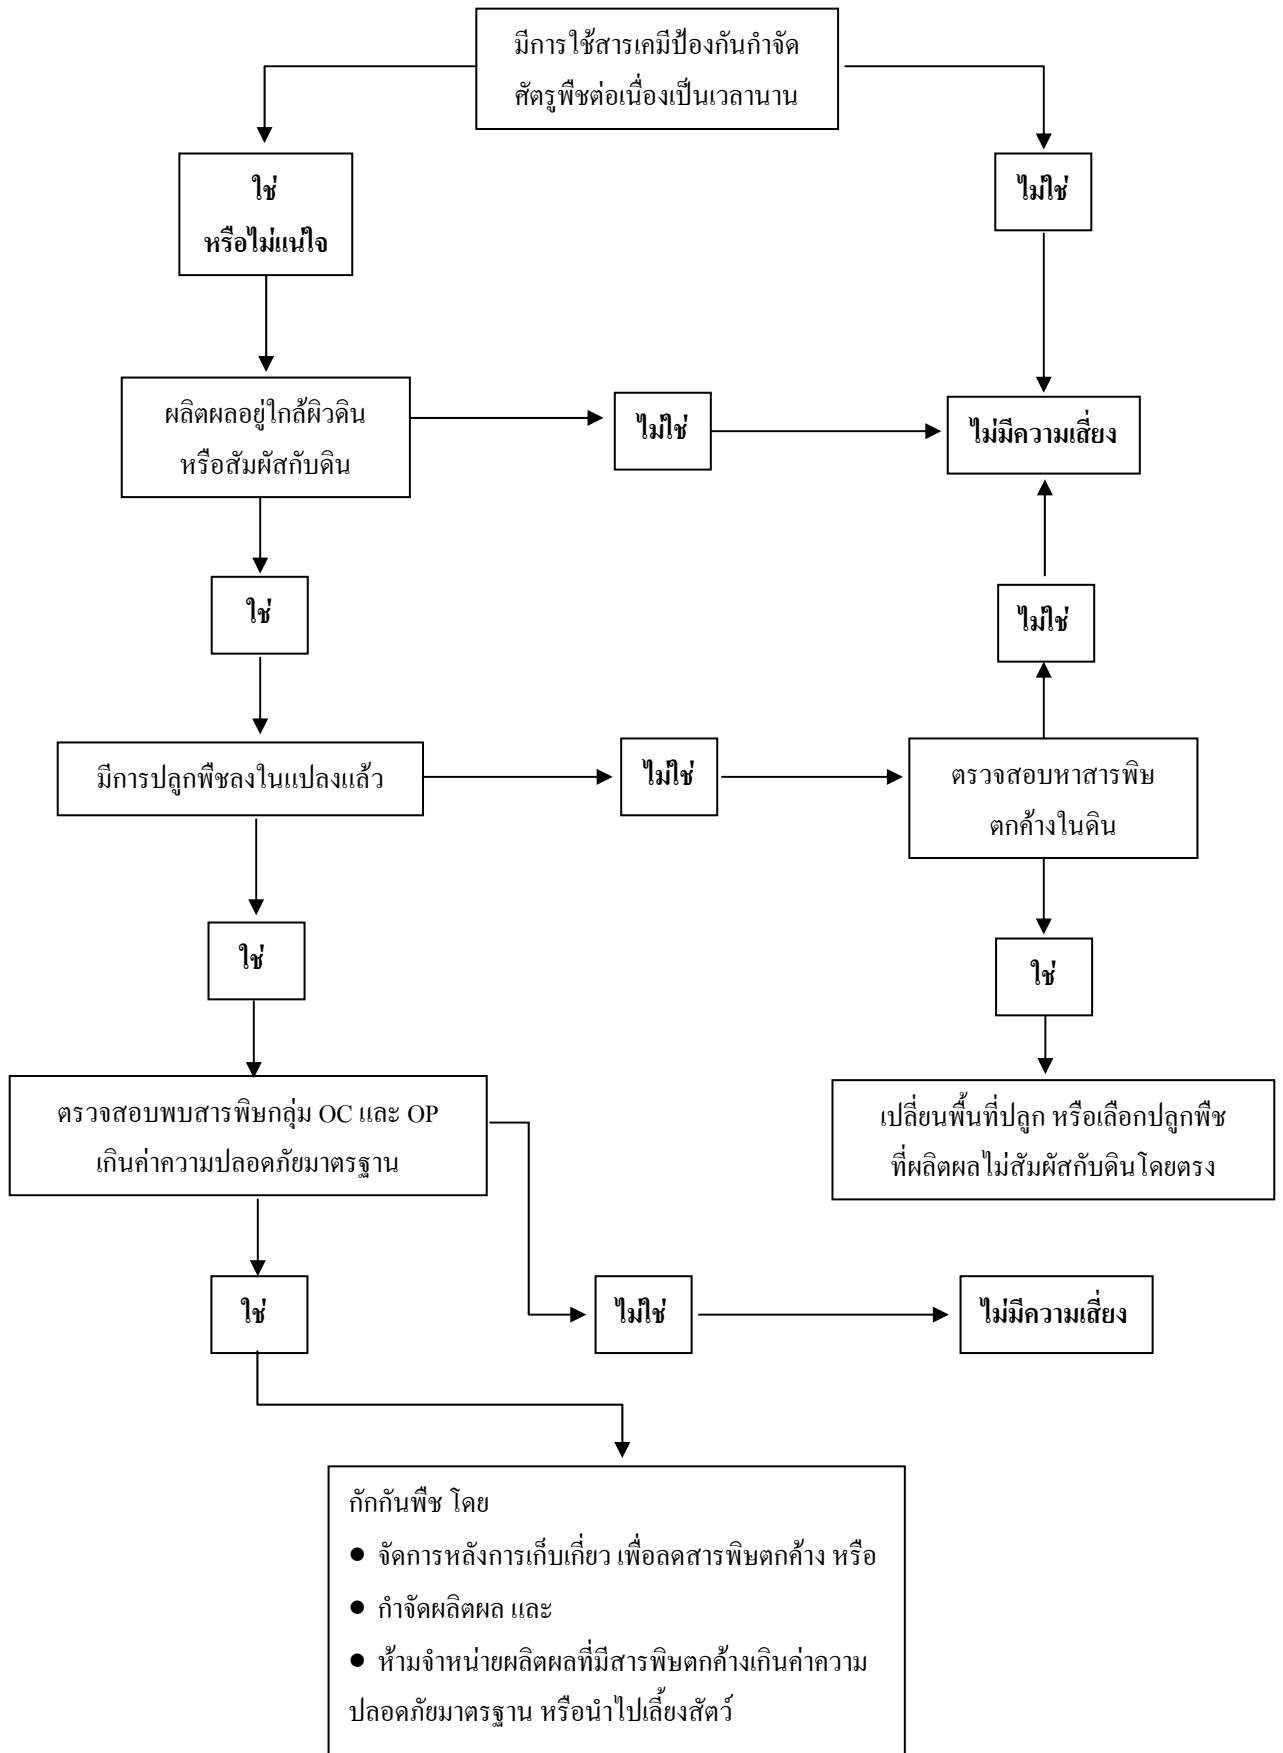 มีการใช้สารเคมีป้องกันกำจัด
ศัตรูพืชต่อเนื่องเป็นเวลานาน
ใช่
หรือไม่แน่ใจ
ไม่ใช่
ผลิตผลอยู่ใกล้ผิวดิน
หรือสัมผัสกับดิน
ไม่ใช่
ไม่มีความเสี่ยง
ใช่
ไม่ใช่
มีการปลูกพืชลงในแปลงแล้ว
ไม่ใช่
ตรวจสอบหาสารพิษ
ตกค้างในดิน
ใช่
ใช่
ตรวจสอบพบสารพิษกลุ่ม OC และ OP
เกินค่าความปลอดภัยมาตรฐาน
เปลี่ยนพื้นที่ปลูก หรือเลือกปลูกพืช
ที่ผลิตผลไม่สัมผัสกับดินโดยตรง
ใช่
ไม่ใช่
ไม่มีความเสี่ยง
กักกันพืช โดย
● จัดการหลังการเก็บเกี่ยว เพื่อลดสารพิษตกค้าง หรือ
● กำจัดผลิตผล และ
● ห้ามจำหน่ายผลิตผลที่มีสารพิษตกค้างเกินค่าความ
ปลอดภัยมาตรฐาน หรือนำไปเลี้ยงสัตว์